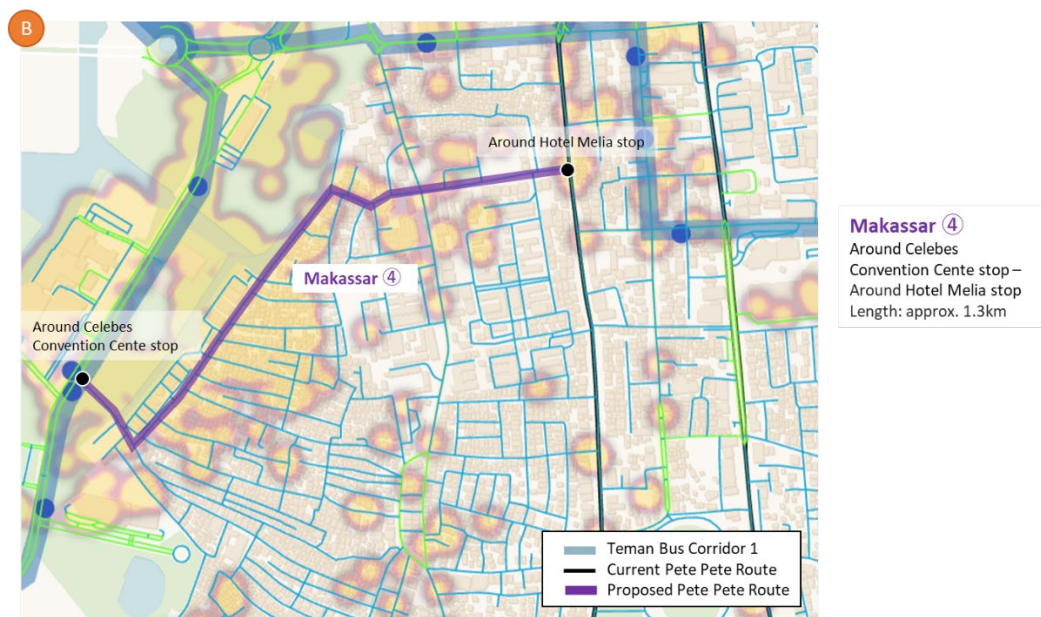 B
Around Hotel Melia stop
Makassar ④
Around Celebes
Convention Cente stop
Teman Bus Corridor 1
Current Pete Pete Route
Proposed Pete Pete Route
Makassar ④
Around Celebes
Convention Cente stop –
Around Hotel Melia stop
Length: approx. 1.3km